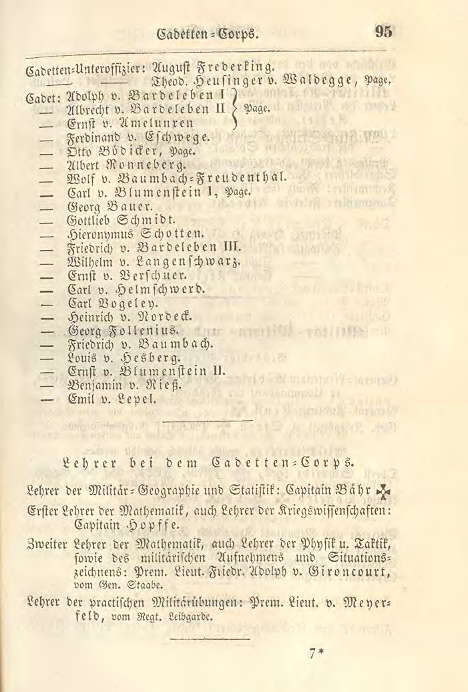 Cadetten-Corps. 95
Cadetten-Unteroffizier: August Frederking.
— Theod. Heusinger v. Waldegge, Page.
Cadet: Adolph v. Bardeleben I
— Albrecht v. Bardeleben II } Page.
— Ernst v. Amelunxen
— Ferdinand v. Eschwege.
— Otto Bödicker, Page.
— Albert Ronneberg.
— Wolf v. Baumbach-Freudenthal.
— Carl v. Blumenstein I, Page.
— Georg Bauer.
— Gottlieb Schmidt.
— Hieronymus Schotten.
— Friedrich v. Bardeleben III.
— Wilhelm v. Langenschwarz.
— Ernst v. Verschuer.
— Carl v. Helmschwerd.
— Carl Vogeley.
— Heinrich v. Nordeck.
— Georg Follenius.
— Friedrich v. Baumbach.
— Louis v. Hesberg.
— Ernst v. Blumenstein II.
— Benjamin v. Rieß.
— Emil v. Lepel.
Lehrer bei dem Cadetten-Corps.
Lehrer der Militär-Geographie und Statistik: Capitain Bähr ✠
Erster Lehrer der Mathematik, auch Lehrer der Kriegswissenschaften:
Capitain Hopffe.
Zweiter Lehrer der Mathematik, auch Lehrer der Physik u. Taktik,
sowie des militärischen Aufnehmens und Situations-
zeichnens: Prem. Lieut. Friedr. Adolph v. Gironcourt,
vom Gen. Staabe.
Lehrer der practischen Militärübungen: Prem. Lieut. v. Meyer-
feld, vom Regt. Leibgarde.
7*